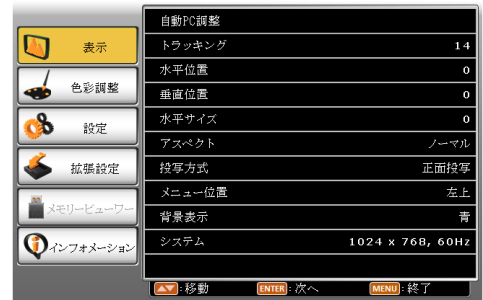 表示
色彩調整
設定
拡張設定
メモリービューワー
インフォメーション
自動PC調整
トラッキング 14
水平位置 0
垂直位置 0
水平サイズ 0
アスペクト ノーマル
投写方式 正面投写
メニュー位置 左上
背景表示 青
システム 1024 x 768, 60Hz
▲▼:移動 ENTER:次へ MENU:終了